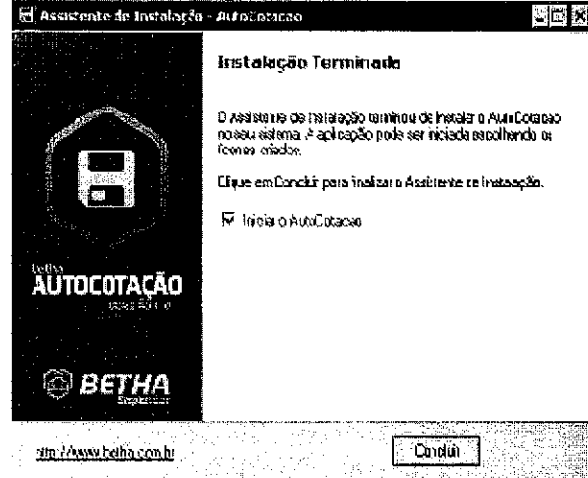 Assistente de Instalação - AutoCotacao
Instalação Terminada
O Assistente de Instalação terminou de instalar o AutoCotacao
no seu sistema. A aplicação pode ser iniciada escolhendo os
ícones criados.
Clique em Concluir para finalizar o Assistente de Instalação.
Iniciar o AutoCotacao
betha
AUTOCOTAÇÃO
BETHA
http://www.betha.com.br
Concluir